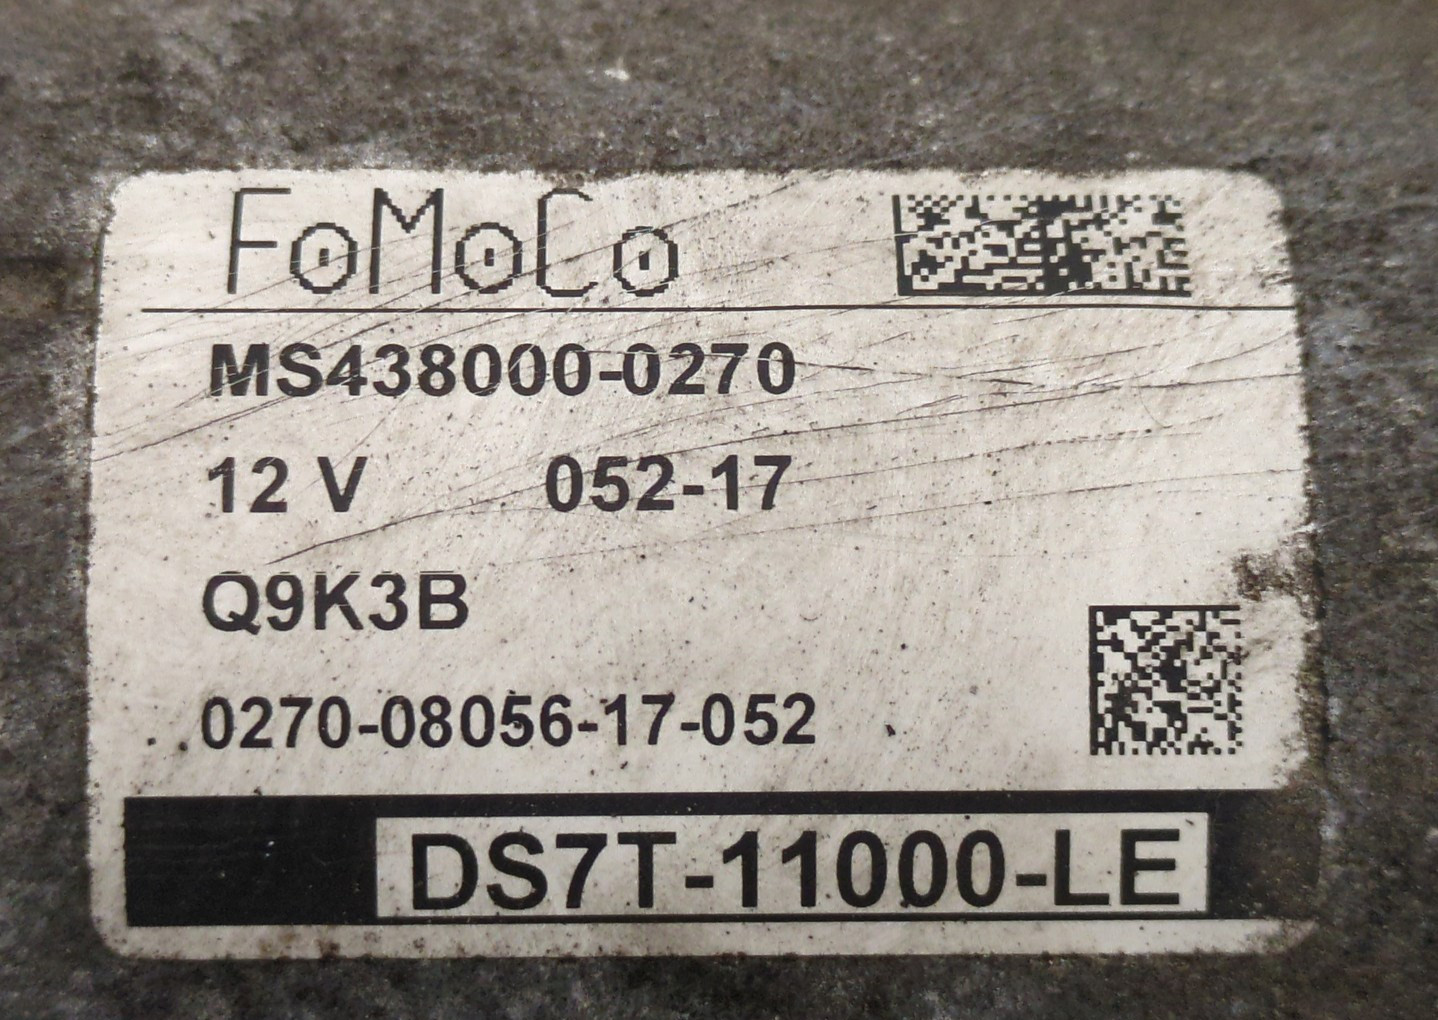 FoMoCo
MS438000-0270
12 V 052-17
Q9K3B
0270-08056-17-052
DS7T-11000-LE